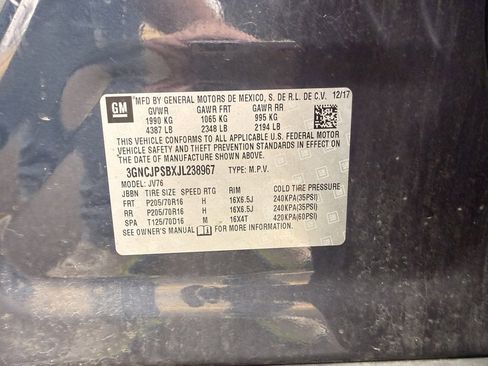 GM
MFD BY GENERAL MOTORS DE MEXICO, S. DE R.L. DE C.V. 12/17
GVWR GAWR FRT GAWR RR
1990 KG 1065 KG 995 KG
4387 LB 2348 LB 2194 LB
THIS VEHICLE CONFORMS TO ALL APPLICABLE U.S. FEDERAL MOTOR
VEHICLE SAFETY, BUMPER, AND THEFT PREVENTION STANDARDS IN
EFFECT ON THE DATE OF MANUFACTURE SHOWN ABOVE.
3GNCJPSBXJL238967 TYPE: M.P.V.
MODEL: JV76
JBBN TIRE SIZE SPEED RTG RIM COLD TIRE PRESSURE
FRT P205/70R16 H 16X6.5J 240KPA(35PSI)
RR P205/70R16 H 16X6.5J 240KPA(35PSI)
SPA T125/70D16 M 16X4T 420KPA(60PSI)
SEE OWNER'S MANUAL FOR MORE INFORMATION.